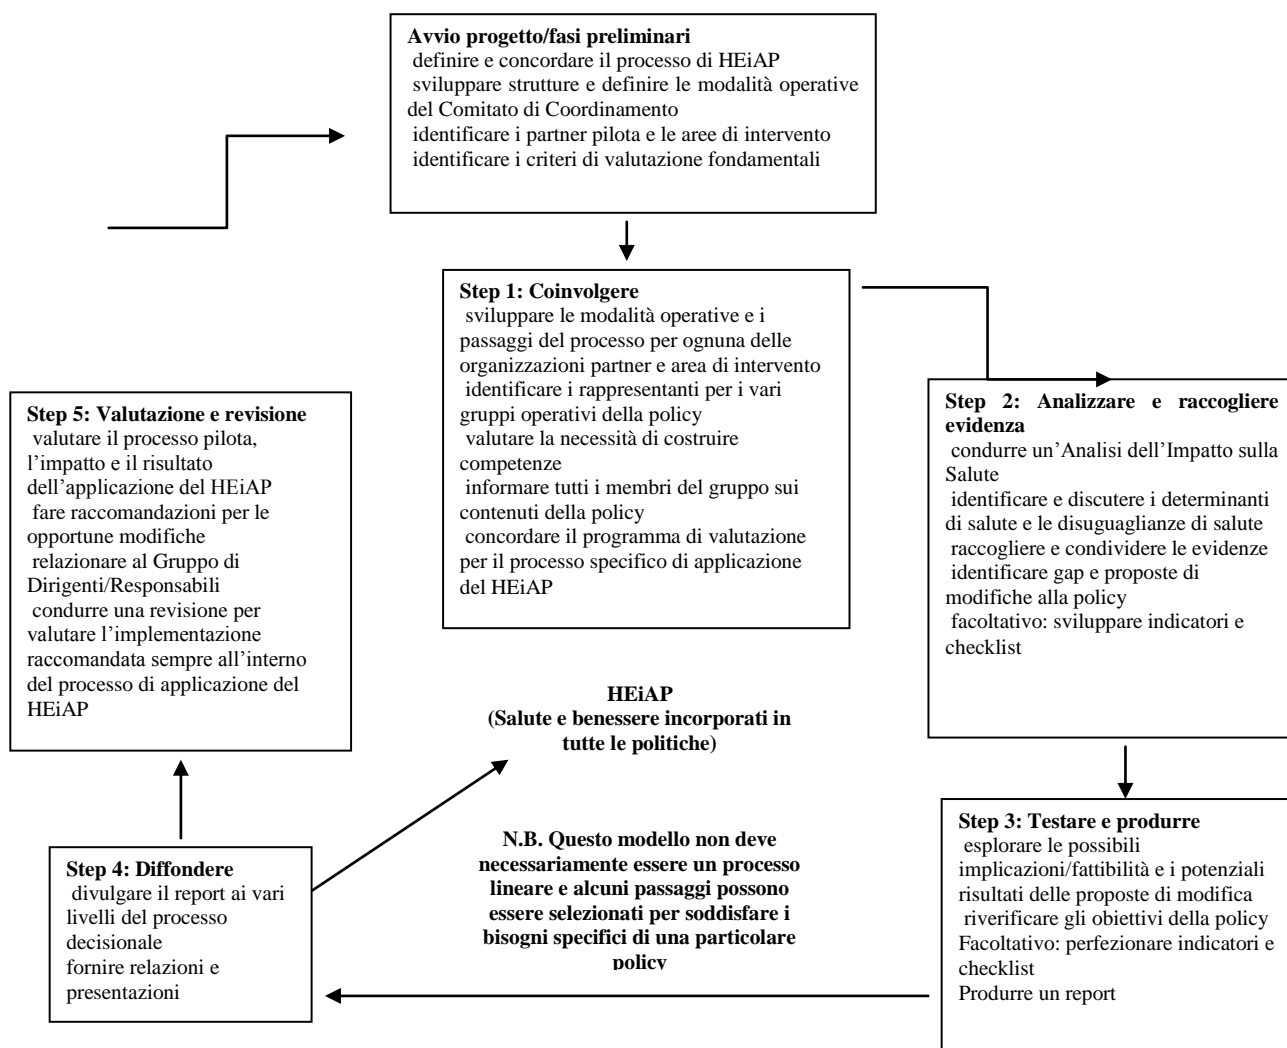 Avvio progetto/fasi preliminari
definire e concordare il processo di HEiAP
sviluppare strutture e definire le modalità operative
del Comitato di Coordinamento
identificare i partner pilota e le aree di intervento
identificare i criteri di valutazione fondamentali
Step 1: Coinvolgere
sviluppare le modalità operative e i
passaggi del processo per ognuna delle
organizzazioni partner e area di intervento
identificare i rappresentanti per i vari
gruppi operativi della policy
valutare la necessità di costruire
competenze
informare tutti i membri del gruppo sui
contenuti della policy
concordare il programma di valutazione
per il processo specifico di applicazione
del HEiAP
Step 2: Analizzare e raccogliere
evidenza
condurre un’Analisi dell’Impatto sulla
Salute
identificare e discutere i determinanti
di salute e le disuguaglianze di salute
raccogliere e condividere le evidenze
identificare gap e proposte di
modifiche alla policy
facoltativo: sviluppare indicatori e
checklist
Step 3: Testare e produrre
esplorare le possibili
implicazioni/fattibilità e i potenziali
risultati delle proposte di modifica
riverificare gli obiettivi della policy
Facoltativo: perfezionare indicatori e
checklist
Produrre un report
Step 4: Diffondere
divulgare il report ai vari
livelli del processo
decisionale
fornire relazioni e
presentazioni
Step 5: Valutazione e revisione
valutare il processo pilota,
l’impatto e il risultato
dell’applicazione del HEiAP
fare raccomandazioni per le
opportune modifiche
relazionare al Gruppo di
Dirigenti/Responsabili
condurre una revisione per
valutare l’implementazione
raccomandata sempre all’interno
del processo di applicazione del
HEiAP
HEiAP
(Salute e benessere incorporati in
tutte le politiche)
N.B. Questo modello non deve
necessariamente essere un processo
lineare e alcuni passaggi possono
essere selezionati per soddisfare i
bisogni specifici di una particolare
policy